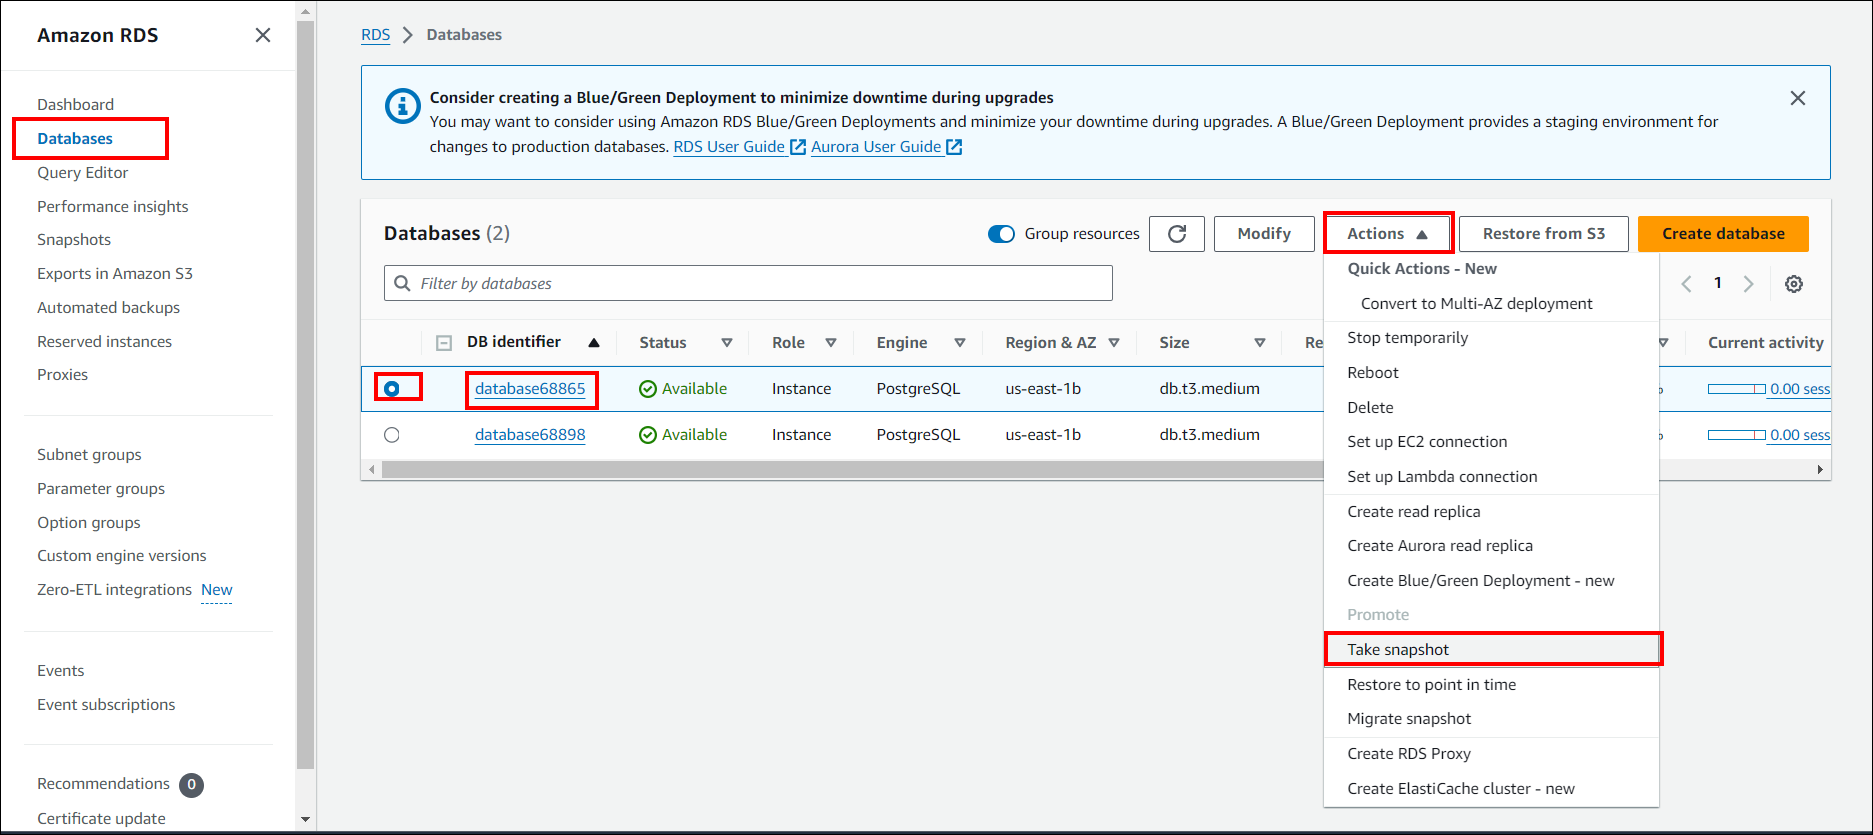 Amazon RDS
Dashboard
Databases
Query Editor
Performance insights
Snapshots
Exports in Amazon S3
Automated backups
Reserved instances
Proxies
Subnet groups
Parameter groups
Option groups
Custom engine versions
Zero-ETL integrations New
Events
Event subscriptions
Recommendations 0
Certificate update
RDS > Databases
Consider creating a Blue/Green Deployment to minimize downtime during upgrades
You may want to consider using Amazon RDS Blue/Green Deployments and minimize your downtime during upgrades. A Blue/Green Deployment provides a staging environment for
changes to production databases. RDS User Guide Aurora User Guide
Databases (2) Group resources Modify Actions Restore from S3 Create database
Filter by databases 1
DB identifier Status Role Engine Region & AZ Size Re Current activity
database68865 Available Instance PostgreSQL us-east-1b db.t3.medium 0.00 sess
database68898 Available Instance PostgreSQL us-east-1b db.t3.medium 0.00 sess
Quick Actions - New
Convert to Multi-AZ deployment
Stop temporarily
Reboot
Delete
Set up EC2 connection
Set up Lambda connection
Create read replica
Create Aurora read replica
Create Blue/Green Deployment - new
Promote
Take snapshot
Restore to point in time
Migrate snapshot
Create RDS Proxy
Create ElastiCache cluster - new